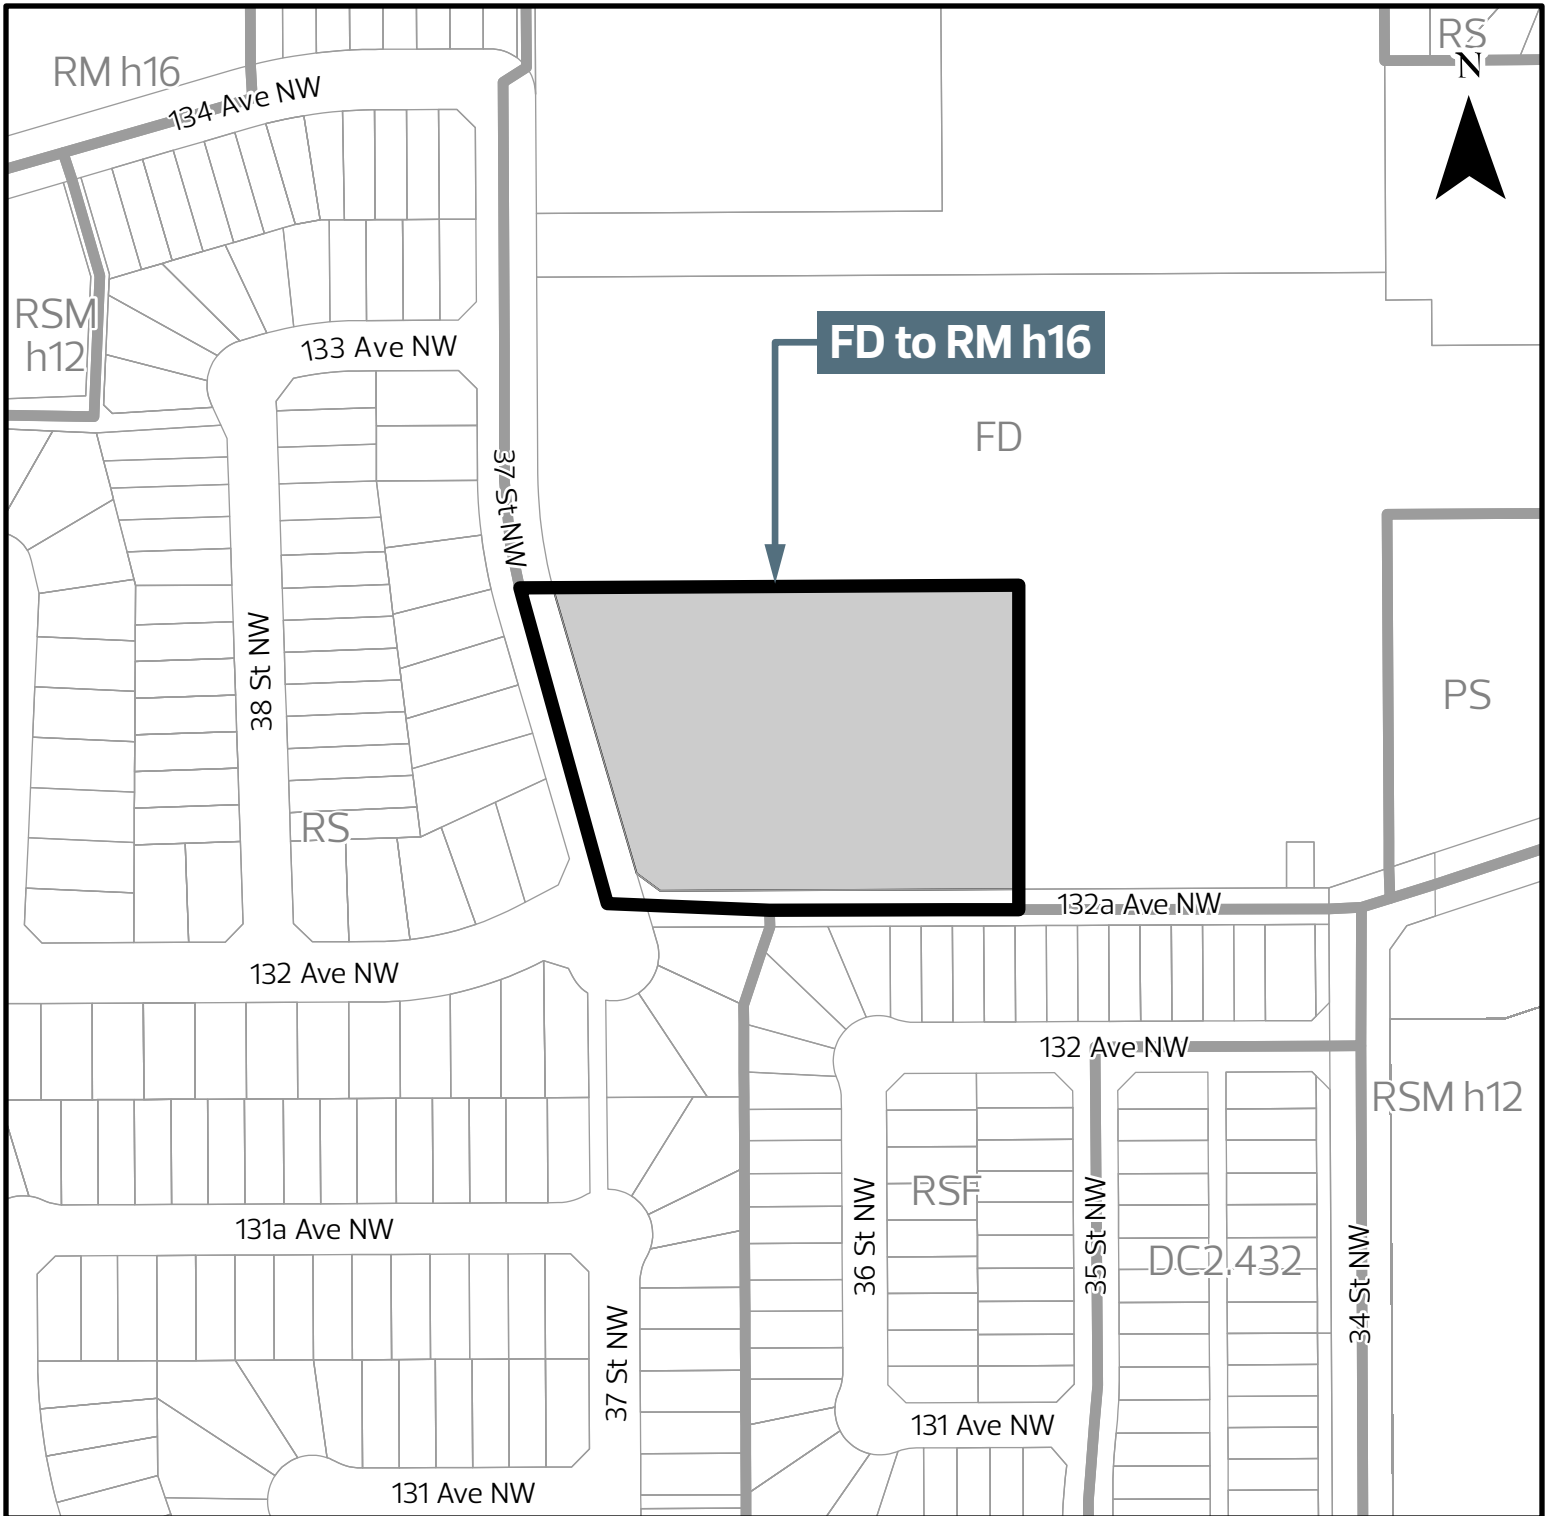 RS
N
RM h16
134 Ave NW
RSM
h12
133 Ave NW
FD to RM h16
FD
37 St NW
38 St NW
PS
RS
132a Ave NW
132 Ave NW
132 Ave NW
RSM h12
36 St NW
RSF
35 St NW
131a Ave NW
DC2.432
34 St NW
37 St NW
131 Ave NW
131 Ave NW